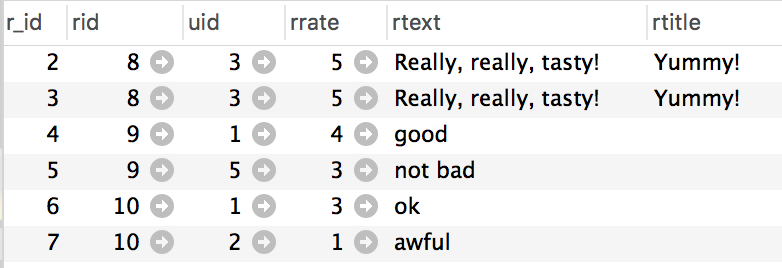 r_id rid uid rrate rtext rtitle
2 8 3 5 Really, really, tasty! Yummy!
3 8 3 5 Really, really, tasty! Yummy!
4 9 1 4 good
5 9 5 3 not bad
6 10 1 3 ok
7 10 2 1 awful